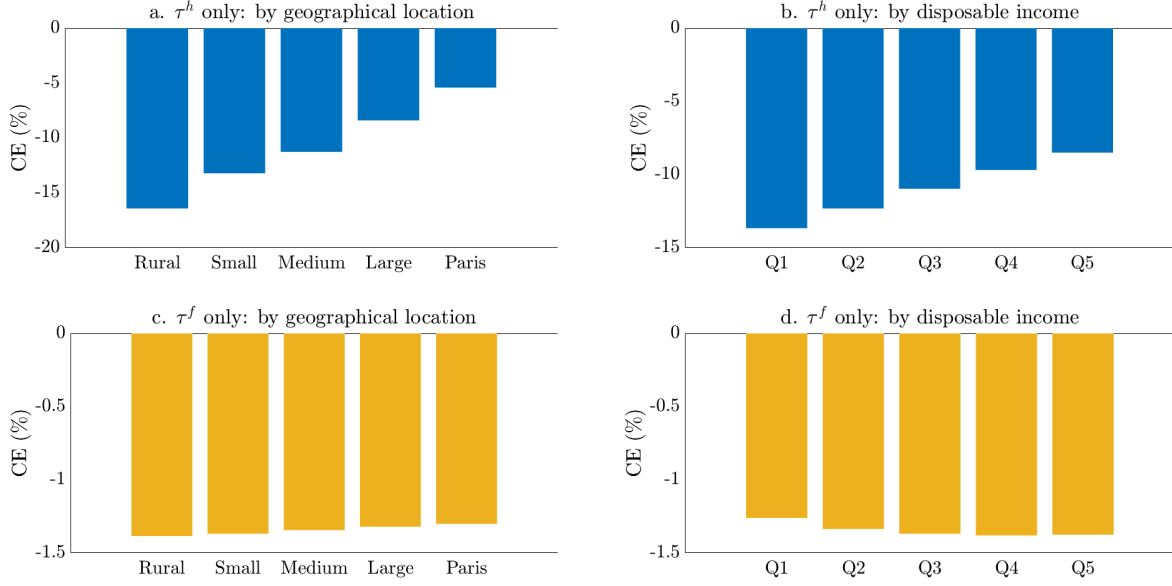 a. τ^h only: by geographical location
CE (%)
0
-5
-10
-15
-20
Rural Small Medium Large Paris
b. τ^h only: by disposable income
CE (%)
0
-5
-10
-15
Q1 Q2 Q3 Q4 Q5
c. τ^f only: by geographical location
CE (%)
0
-0.5
-1
-1.5
Rural Small Medium Large Paris
d. τ^f only: by disposable income
CE (%)
0
-0.5
-1
-1.5
Q1 Q2 Q3 Q4 Q5